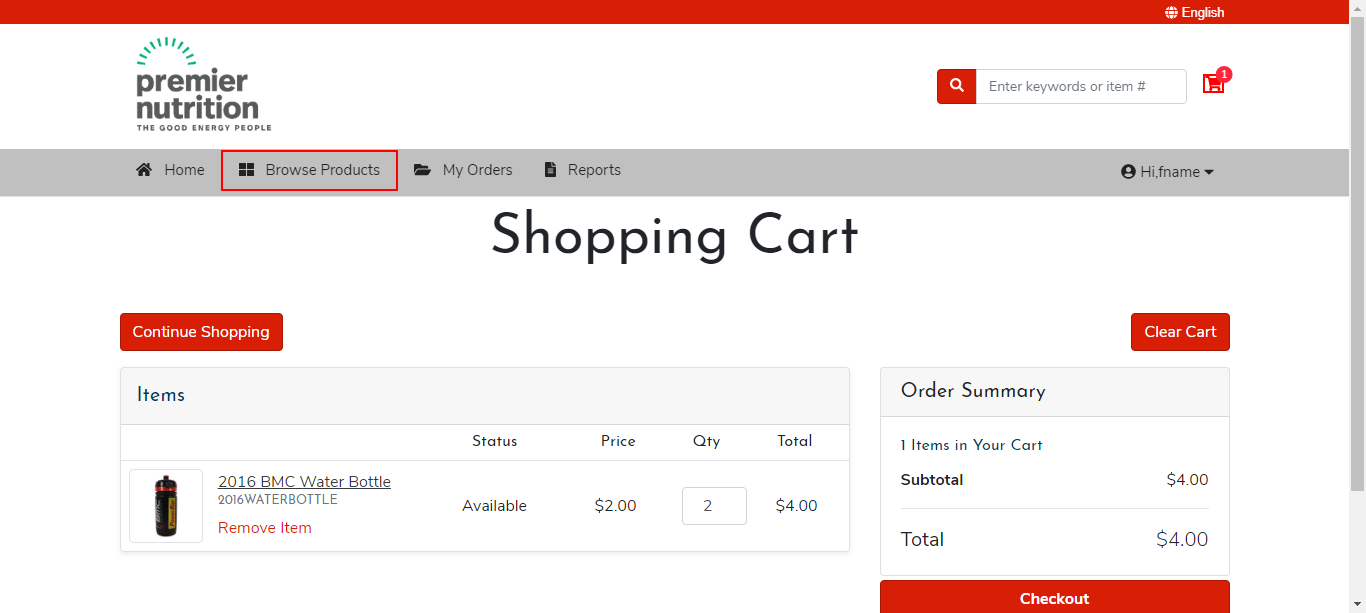 English
premier
nutrition
THE GOOD ENERGY PEOPLE
Enter keywords or item #
1
Home
Browse Products
My Orders
Reports
Hi,fname
Shopping Cart
Continue Shopping
Clear Cart
Items
Status Price Qty Total
2016 BMC Water Bottle
2016WATERBOTTLE
Remove Item
Available $2.00 2 $4.00
Order Summary
1 Items in Your Cart
Subtotal $4.00
Total $4.00
Checkout